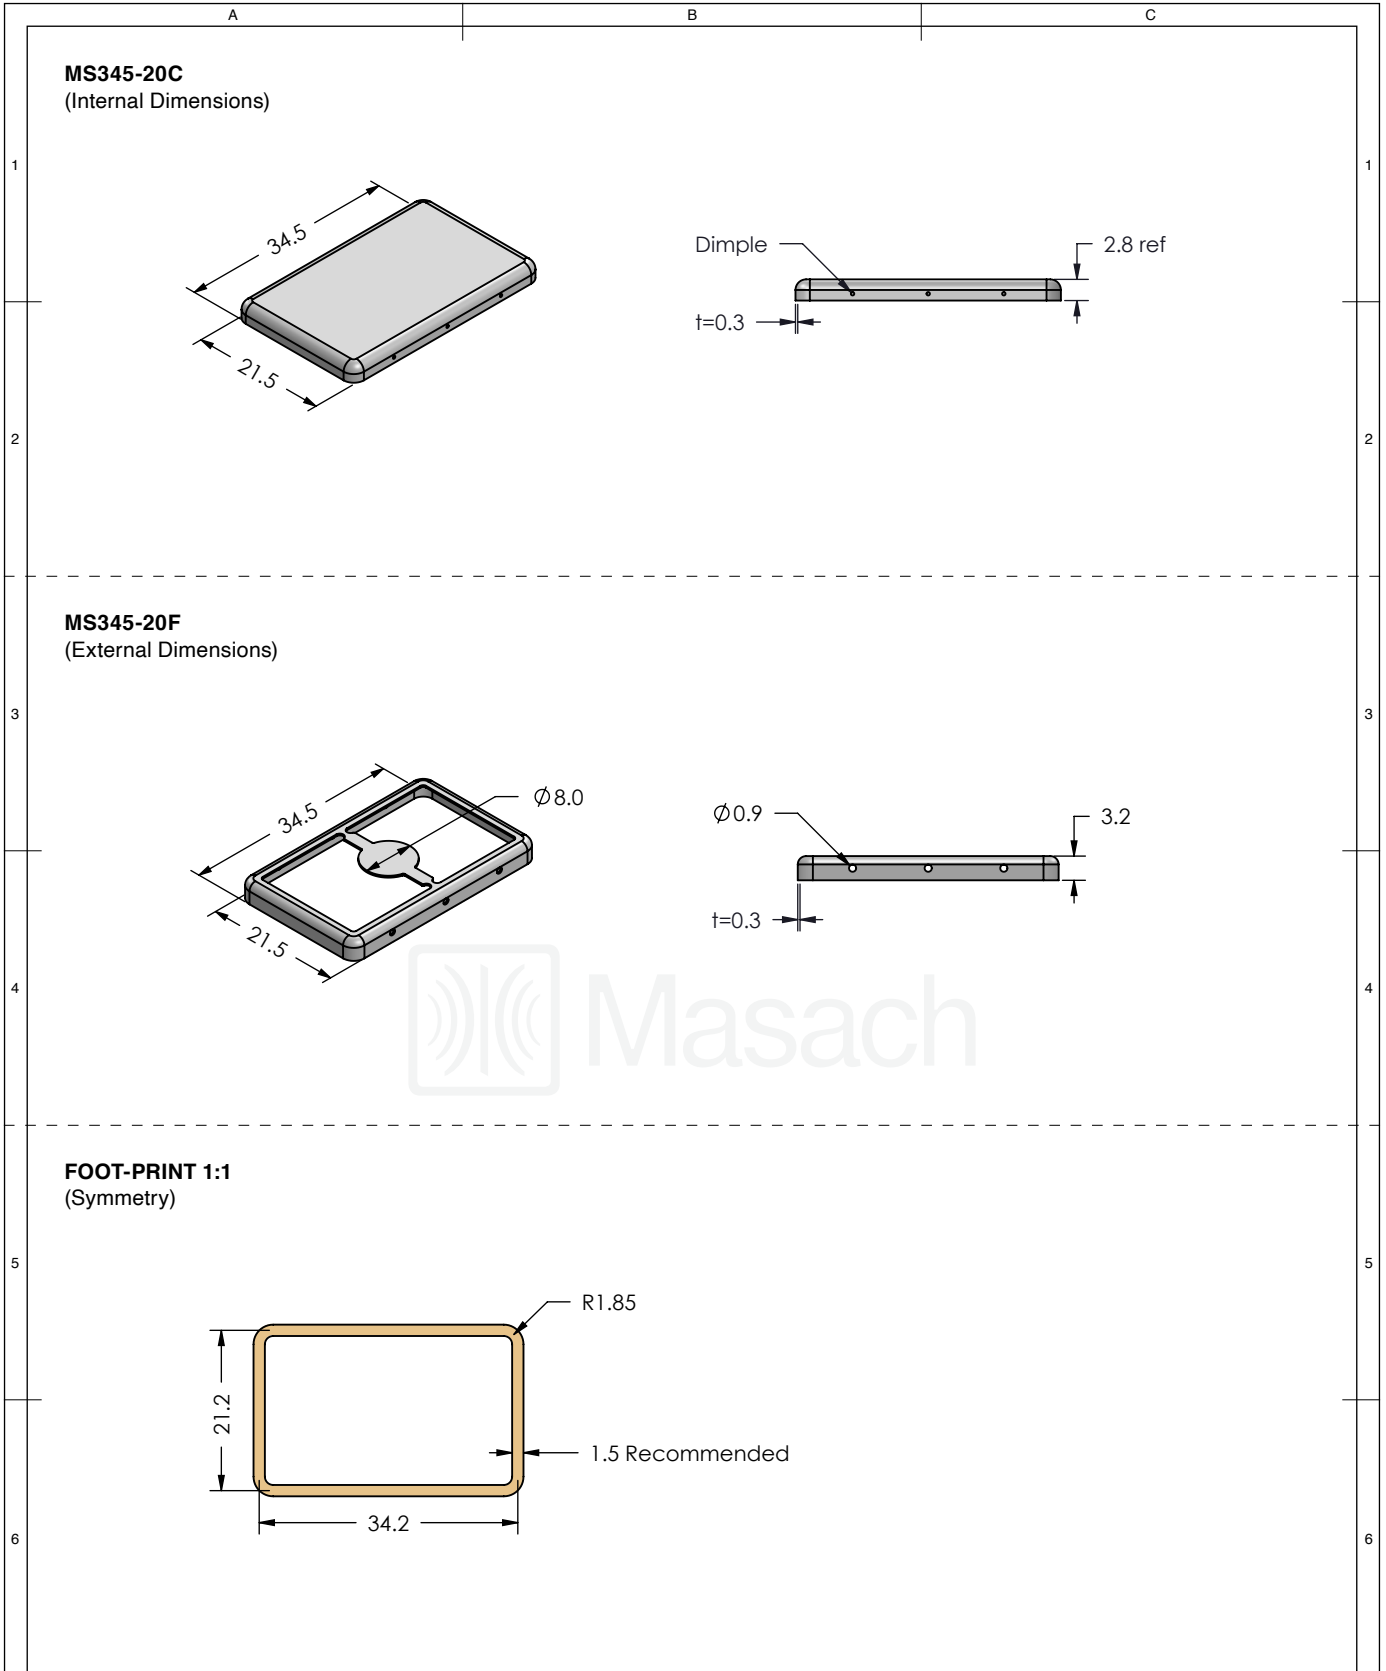 A B C
MS345-20C
(Internal Dimensions)
1 1
34.5
Dimple
2.8 ref
t=0.3
21.5
2 2
MS345-20F
(External Dimensions)
3 3
34.5
Ø8.0
Ø0.9
3.2
t=0.3
21.5
4 4
Masach
FOOT-PRINT 1:1
(Symmetry)
5 5
R1.85
21.2
1.5 Recommended
34.2
6 6